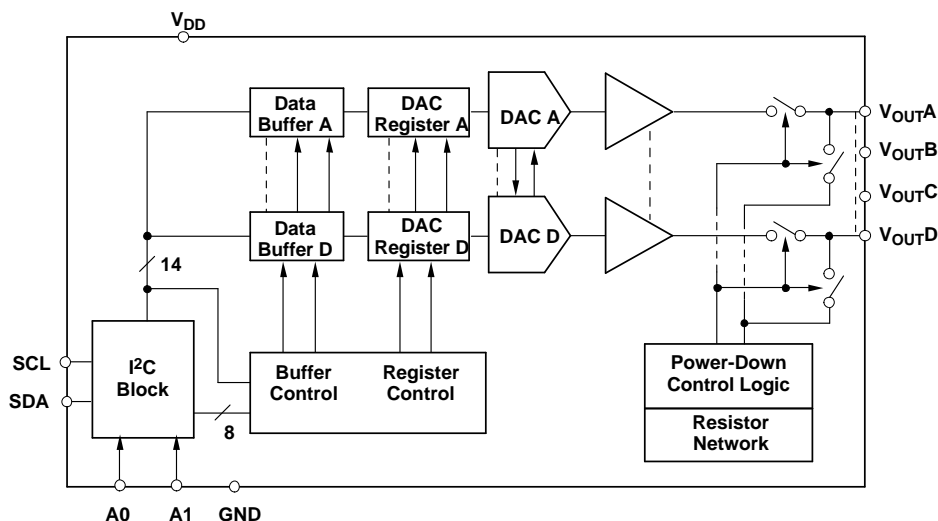 VDD
Data
Buffer A
DAC
Register A
DAC A
VOUTA
VOUTB
VOUTC
VOUTD
Data
Buffer D
DAC
Register D
DAC D
14
SCL
SDA
I2C
Block
Buffer
Control
Register
Control
8
Power-Down
Control Logic
Resistor
Network
A0
A1
GND